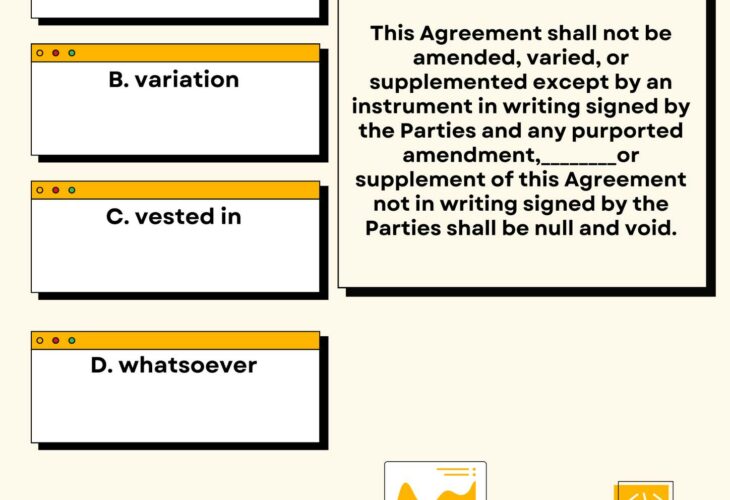 B. variation
C. vested in
D. whatsoever
This Agreement shall not be
amended, varied, or
supplemented except by an
instrument in writing signed by
the Parties and any purported
amendment,________or
supplement of this Agreement
not in writing signed by the
Parties shall be null and void.